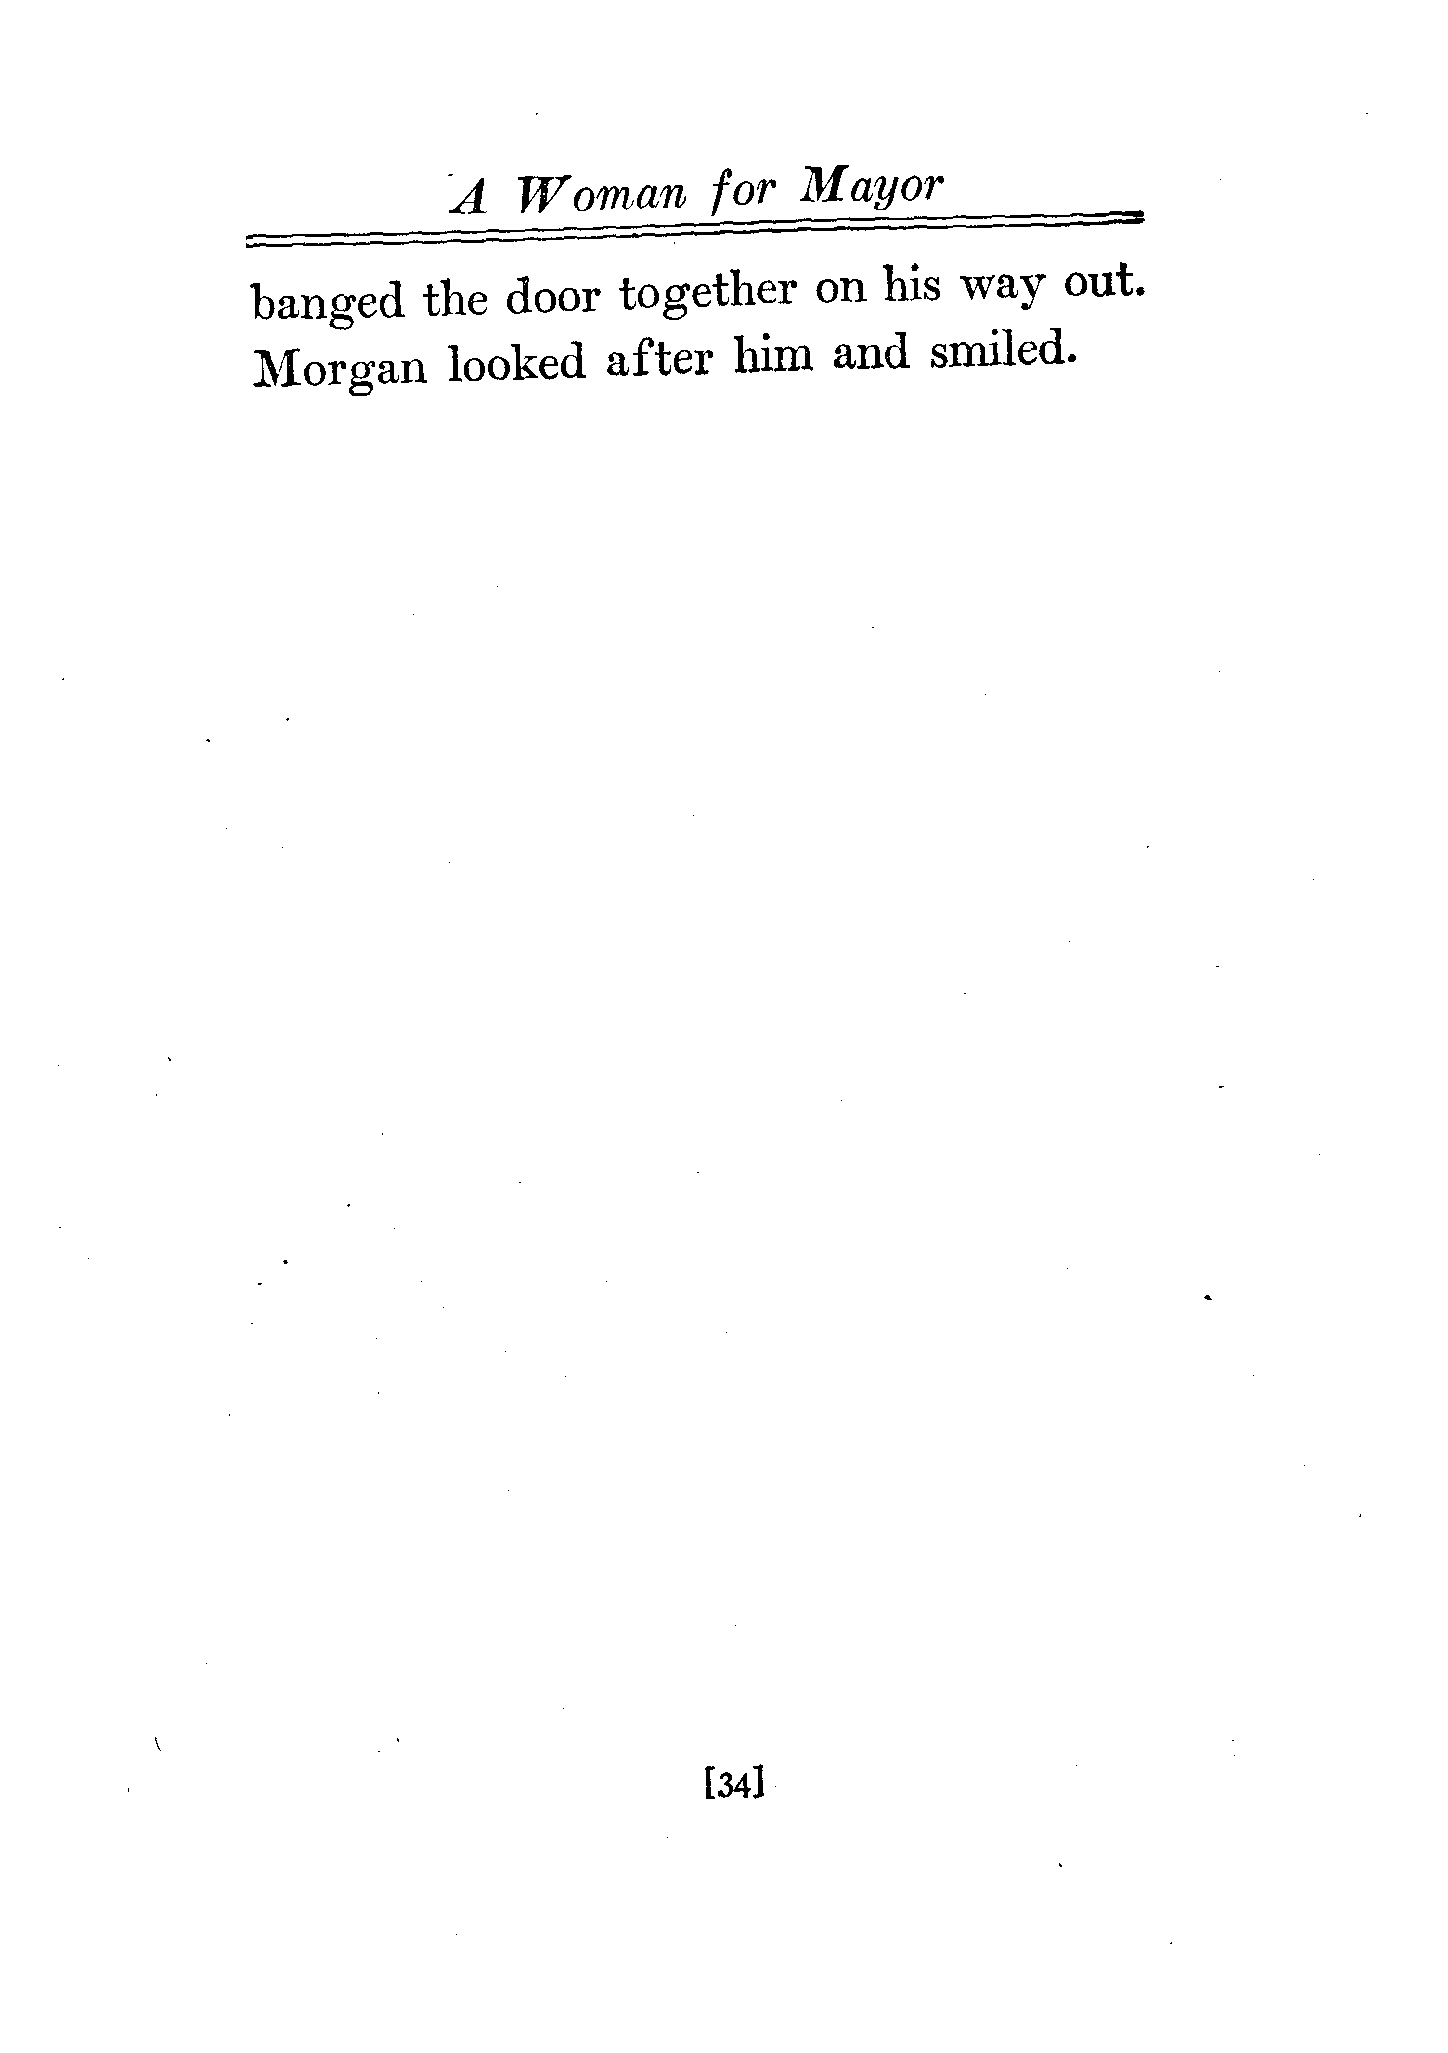 A Woman for Mayor
banged the door together on his way out.
Morgan looked after him and smiled.
[34]